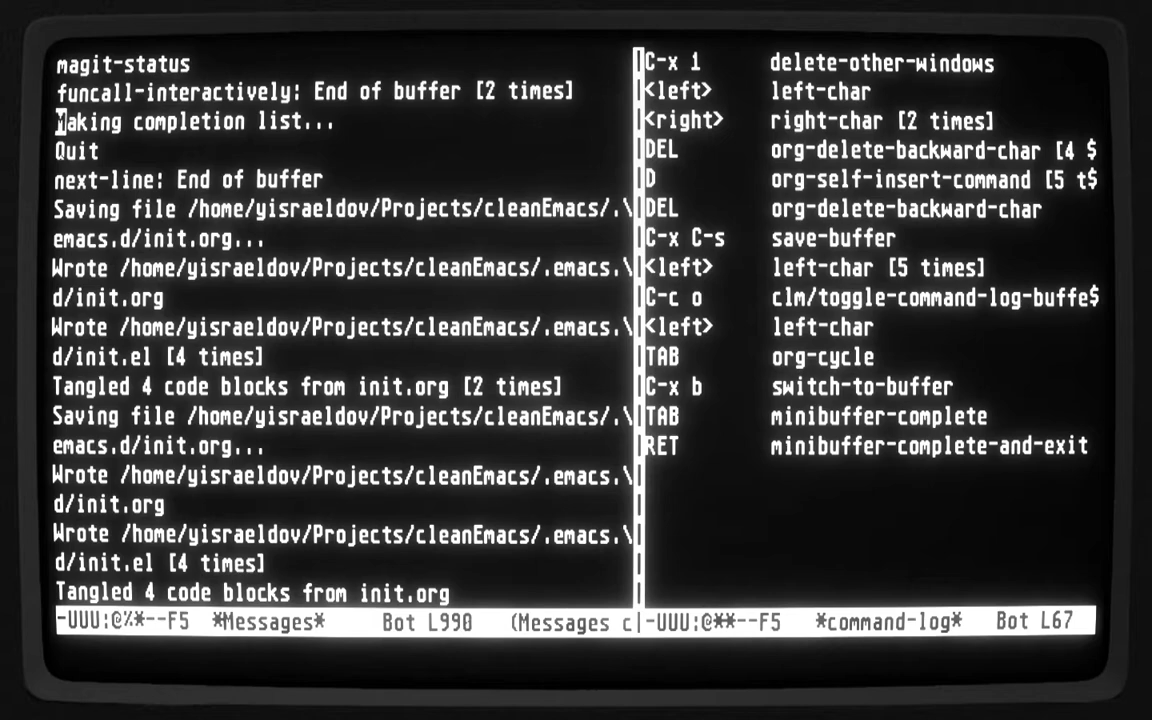 magit-status
funcall-interactively: End of buffer [2 times]
Making completion list...
Quit
next-line: End of buffer
Saving file /home/yisraeldov/Projects/cleanEmacs/.\
emacs.d/init.org...
Wrote /home/yisraeldov/Projects/cleanEmacs/.emacs.\
d/init.org
Wrote /home/yisraeldov/Projects/cleanEmacs/.emacs.\
d/init.el [4 times]
Tangled 4 code blocks from init.org [2 times]
Saving file /home/yisraeldov/Projects/cleanEmacs/.\
emacs.d/init.org...
Wrote /home/yisraeldov/Projects/cleanEmacs/.emacs.\
d/init.org
Wrote /home/yisraeldov/Projects/cleanEmacs/.emacs.\
d/init.el [4 times]
Tangled 4 code blocks from init.org
-UUU:@%*--F5  *Messages*     Bot L990   (Messages c
C-x 1      delete-other-windows
<left>     left-char
<right>    right-char [2 times]
DEL        org-delete-backward-char [4 $
D          org-self-insert-command [5 t$
DEL        org-delete-backward-char
C-x C-s    save-buffer
<left>     left-char [5 times]
C-c o      clm/toggle-command-log-buffe$
<left>     left-char
TAB        org-cycle
C-x b      switch-to-buffer
TAB        minibuffer-complete
RET        minibuffer-complete-and-exit
-UUU:@**--F5   *command-log*   Bot L67